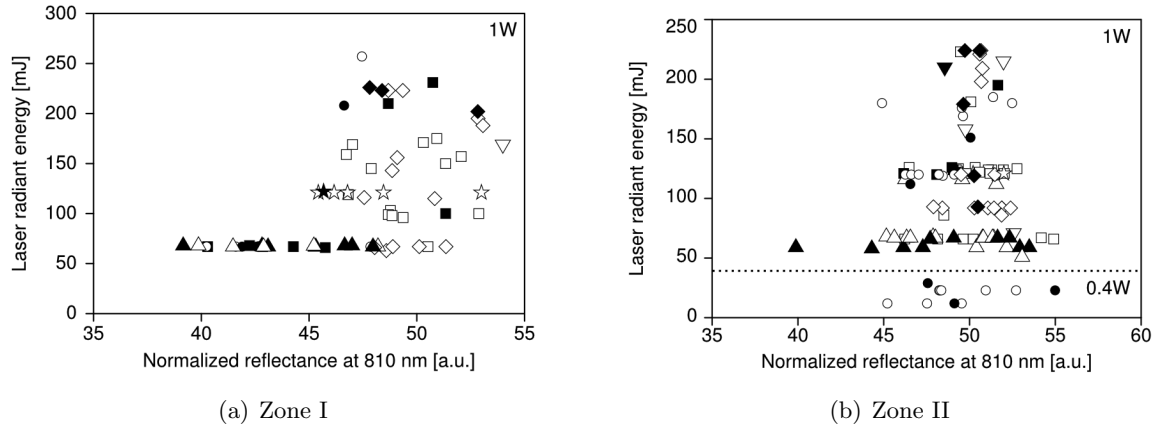 1W
Laser radiant energy [mJ]
300
250
200
150
100
50
0
35 40 45 50 55
Normalized reflectance at 810 nm [a.u.]
(a) Zone I
1W
Laser radiant energy [mJ]
250
200
150
100
50
0
0.4W
35 40 45 50 55 60
Normalized reflectance at 810 nm [a.u.]
(b) Zone II